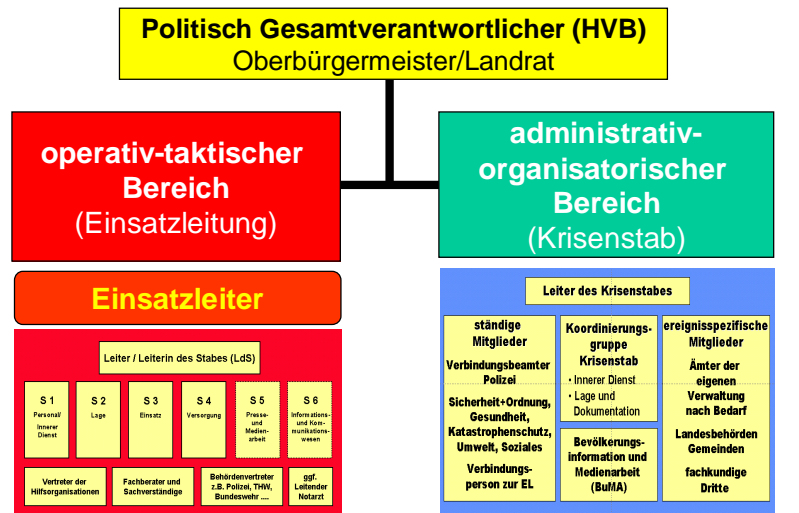 Politisch Gesamtverantwortlicher (HVB)
Oberbürgermeister/Landrat
operativ-taktischer
Bereich
(Einsatzleitung)
administrativ-
organisatorischer
Bereich
(Krisenstab)
Einsatzleiter
Leiter / Leiterin des Stabes (LdS)
S 1
Personal/
Innerer
Dienst
S 2
Lage
S 3
Einsatz
S 4
Versorgung
S 5
Presse-
und
Medien-
arbeit
S 6
Informations-
und Kom-
munikations-
wesen
Vertreter der
Hilfsorganisationen
Fachberater und
Sachverständige
Behördenvertreter
z.B. Polizei, THW,
Bundeswehr ....
ggf.
Leitender
Notarzt
Leiter des Krisenstabes
ständige
Mitglieder
Verbindungsbeamter
Polizei
Sicherheit+Ordnung,
Gesundheit,
Katastrophenschutz,
Umwelt, Soziales
Verbindungs-
person zur EL
Koordinierungs-
gruppe
Krisenstab
• Innerer Dienst
• Lage und
Dokumentation
Bevölkerungs-
information und
Medienarbeit
(BuMA)
ereignisspezifische
Mitglieder
Ämter der
eigenen
Verwaltung
nach Bedarf
Landesbehörden
Gemeinden
fachkundige
Dritte